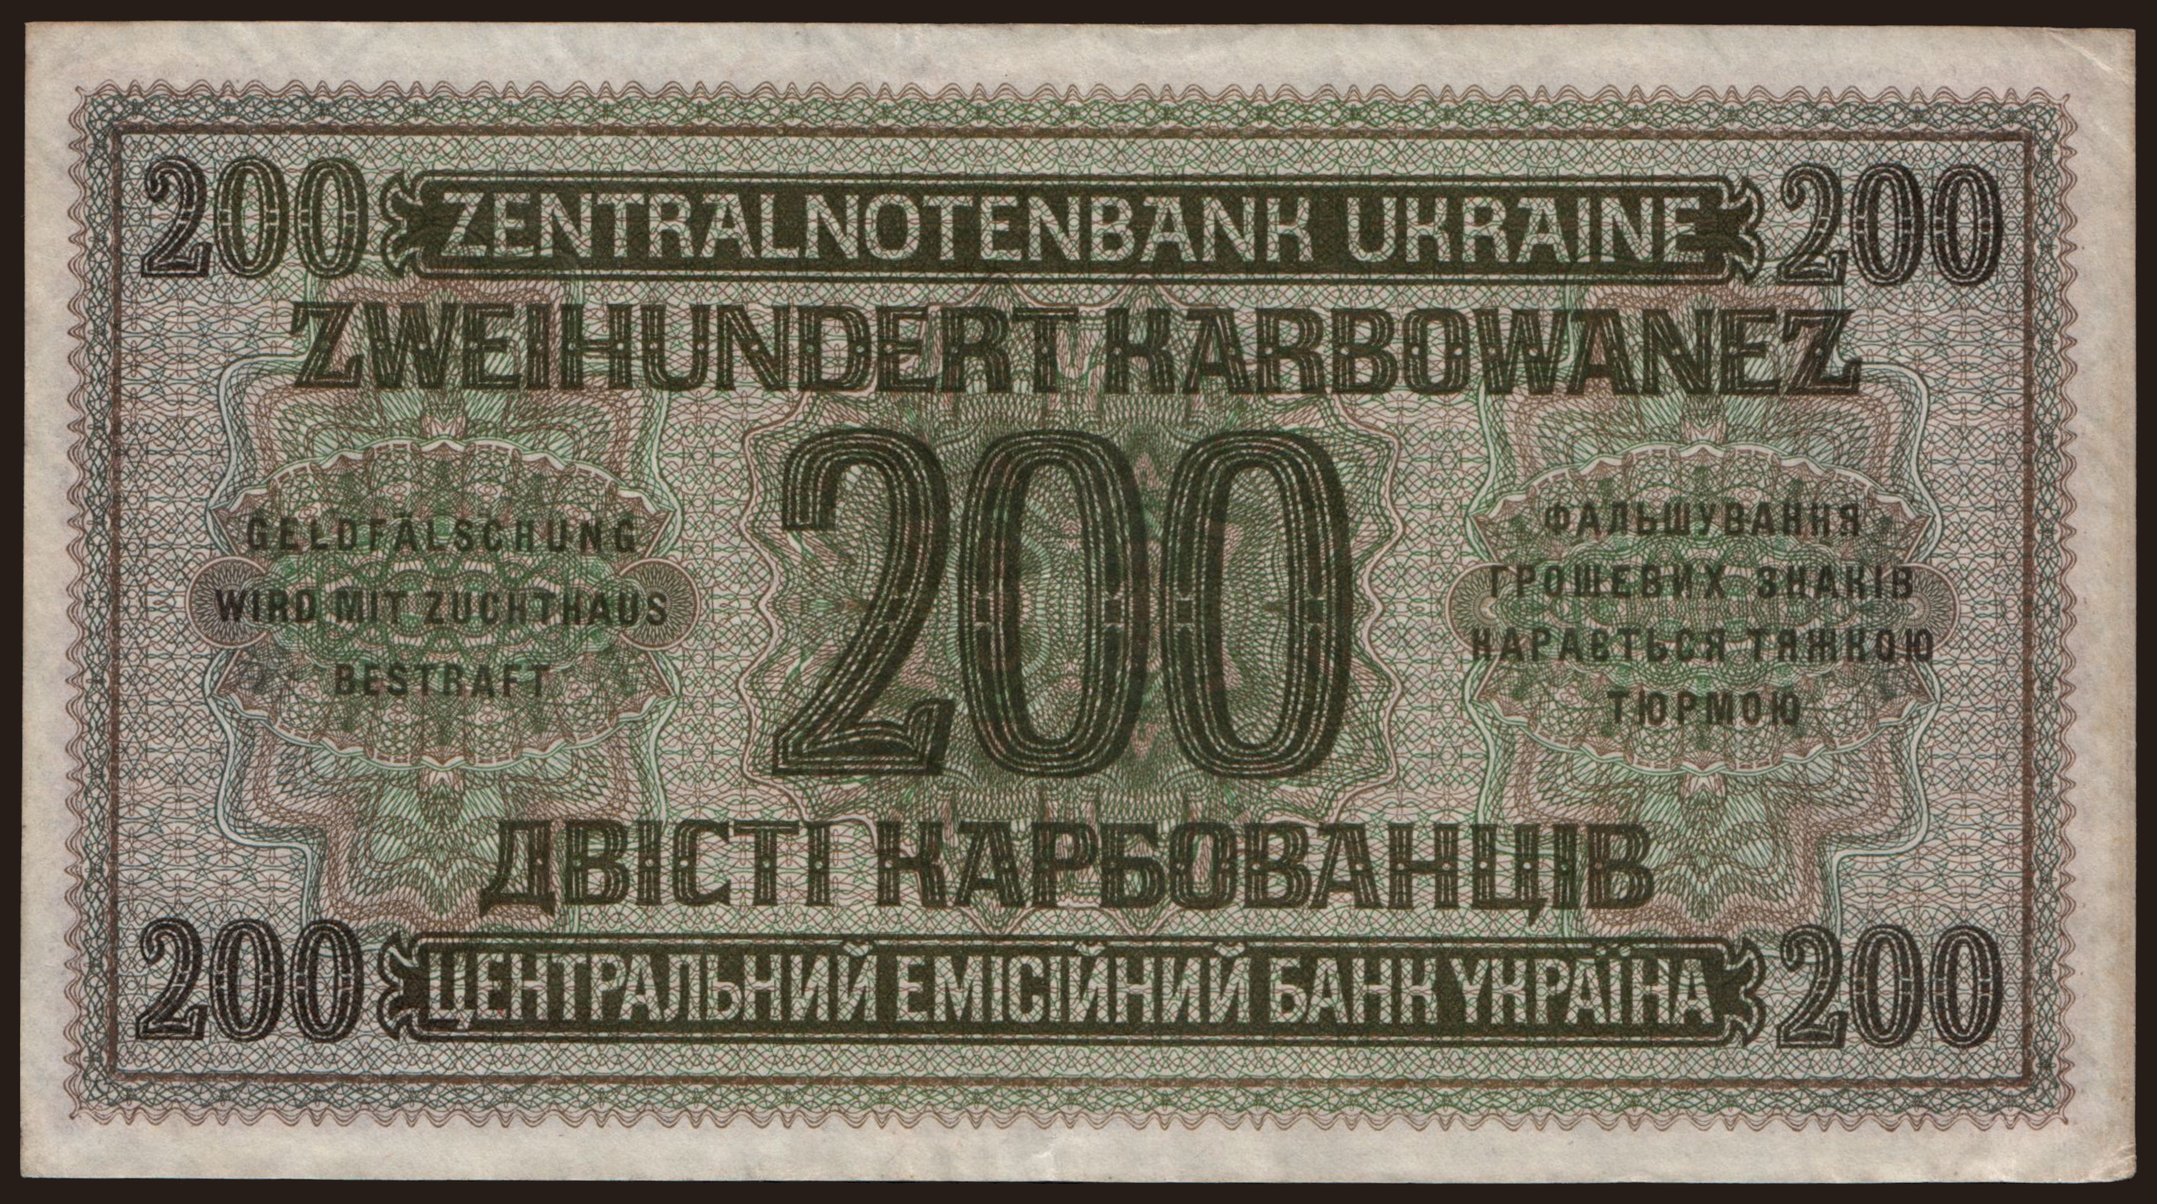 200 ZENTRALNOTENBANK UKRAINE 200
ZWEIHUNDERT KARBOWANEZ
200
GELDFÄLSCHUNG
WIRD MIT ZUCHTHAUS
BESTRAFT
ФАЛЬШУВАННЯ
ГРОШЕВИХ ЗНАКІВ
КАРАЄТЬСЯ ТЯЖКОЮ
ТЮРМОЮ
ДВІСТІ КАРБОВАНЦІВ
200 ЦЕНТРАЛЬНИЙ ЕМІСІЙНИЙ БАНК УКРАЇНА 200